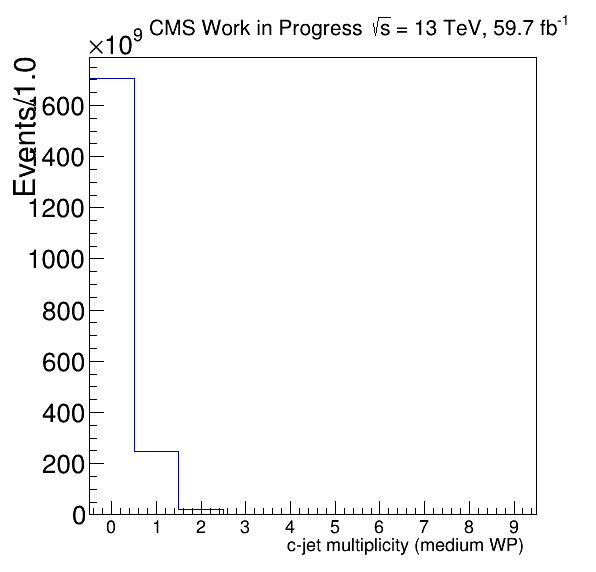 ×10⁹ CMS Work in Progress √s = 13 TeV, 59.7 fb⁻¹
Events/1.0
1600
1400
1200
1000
800
600
400
200
0
0 1 2 3 4 5 6 7 8 9
c-jet multiplicity (medium WP)